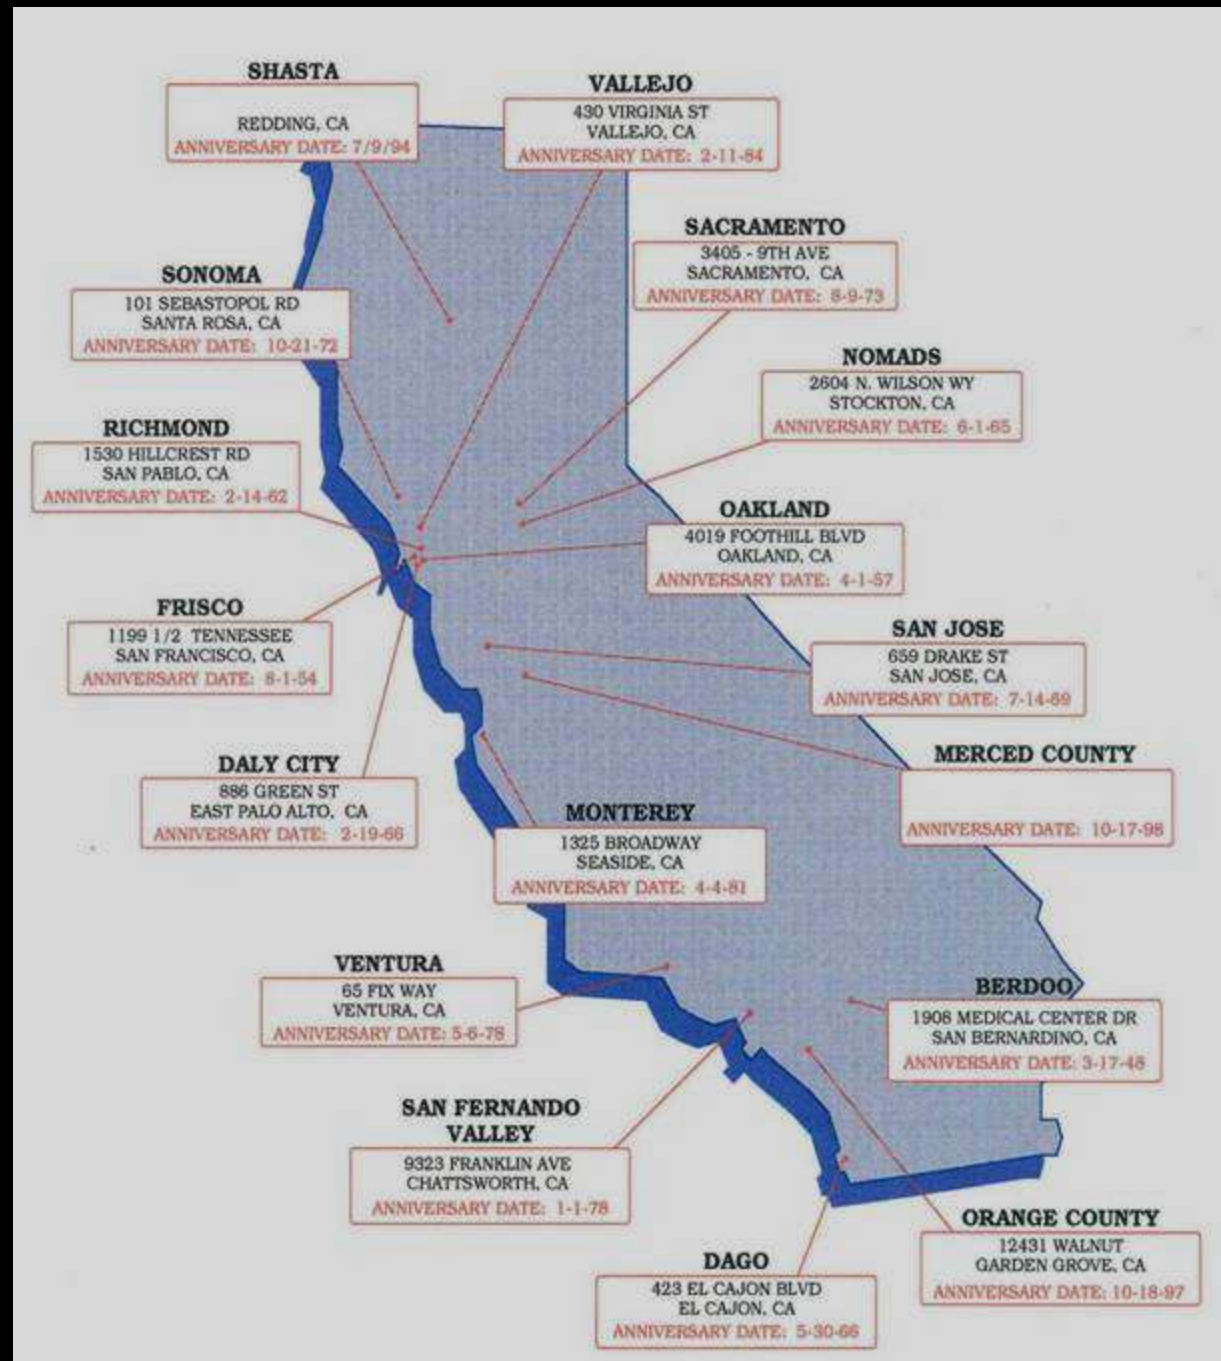 SHASTA
REDDING, CA
ANNIVERSARY DATE: 7/9/94
VALLEJO
430 VIRGINIA ST
VALLEJO, CA
ANNIVERSARY DATE: 2-11-84
SACRAMENTO
3405 - 9TH AVE
SACRAMENTO, CA
ANNIVERSARY DATE: 8-9-73
SONOMA
101 SEBASTOPOL RD
SANTA ROSA, CA
ANNIVERSARY DATE: 10-21-72
NOMADS
2604 N. WILSON WY
STOCKTON, CA
ANNIVERSARY DATE: 6-1-65
RICHMOND
1530 HILLCREST RD
SAN PABLO, CA
ANNIVERSARY DATE: 2-14-62
OAKLAND
4019 FOOTHILL BLVD
OAKLAND, CA
ANNIVERSARY DATE: 4-1-57
FRISCO
1199 1/2 TENNESSEE
SAN FRANCISCO, CA
ANNIVERSARY DATE: 8-1-54
SAN JOSE
659 DRAKE ST
SAN JOSE, CA
ANNIVERSARY DATE: 7-14-69
DALY CITY
886 GREEN ST
EAST PALO ALTO, CA
ANNIVERSARY DATE: 2-19-66
MERCED COUNTY
ANNIVERSARY DATE: 10-17-98
MONTEREY
1325 BROADWAY
SEASIDE, CA
ANNIVERSARY DATE: 4-4-81
VENTURA
65 FIX WAY
VENTURA, CA
ANNIVERSARY DATE: 5-6-78
BERDOO
1908 MEDICAL CENTER DR
SAN BERNARDINO, CA
ANNIVERSARY DATE: 3-17-48
SAN FERNANDO
VALLEY
9323 FRANKLIN AVE
CHATTSWORTH, CA
ANNIVERSARY DATE: 1-1-78
ORANGE COUNTY
12431 WALNUT
GARDEN GROVE, CA
ANNIVERSARY DATE: 10-18-97
DAGO
423 EL CAJON BLVD
EL CAJON, CA
ANNIVERSARY DATE: 5-30-66